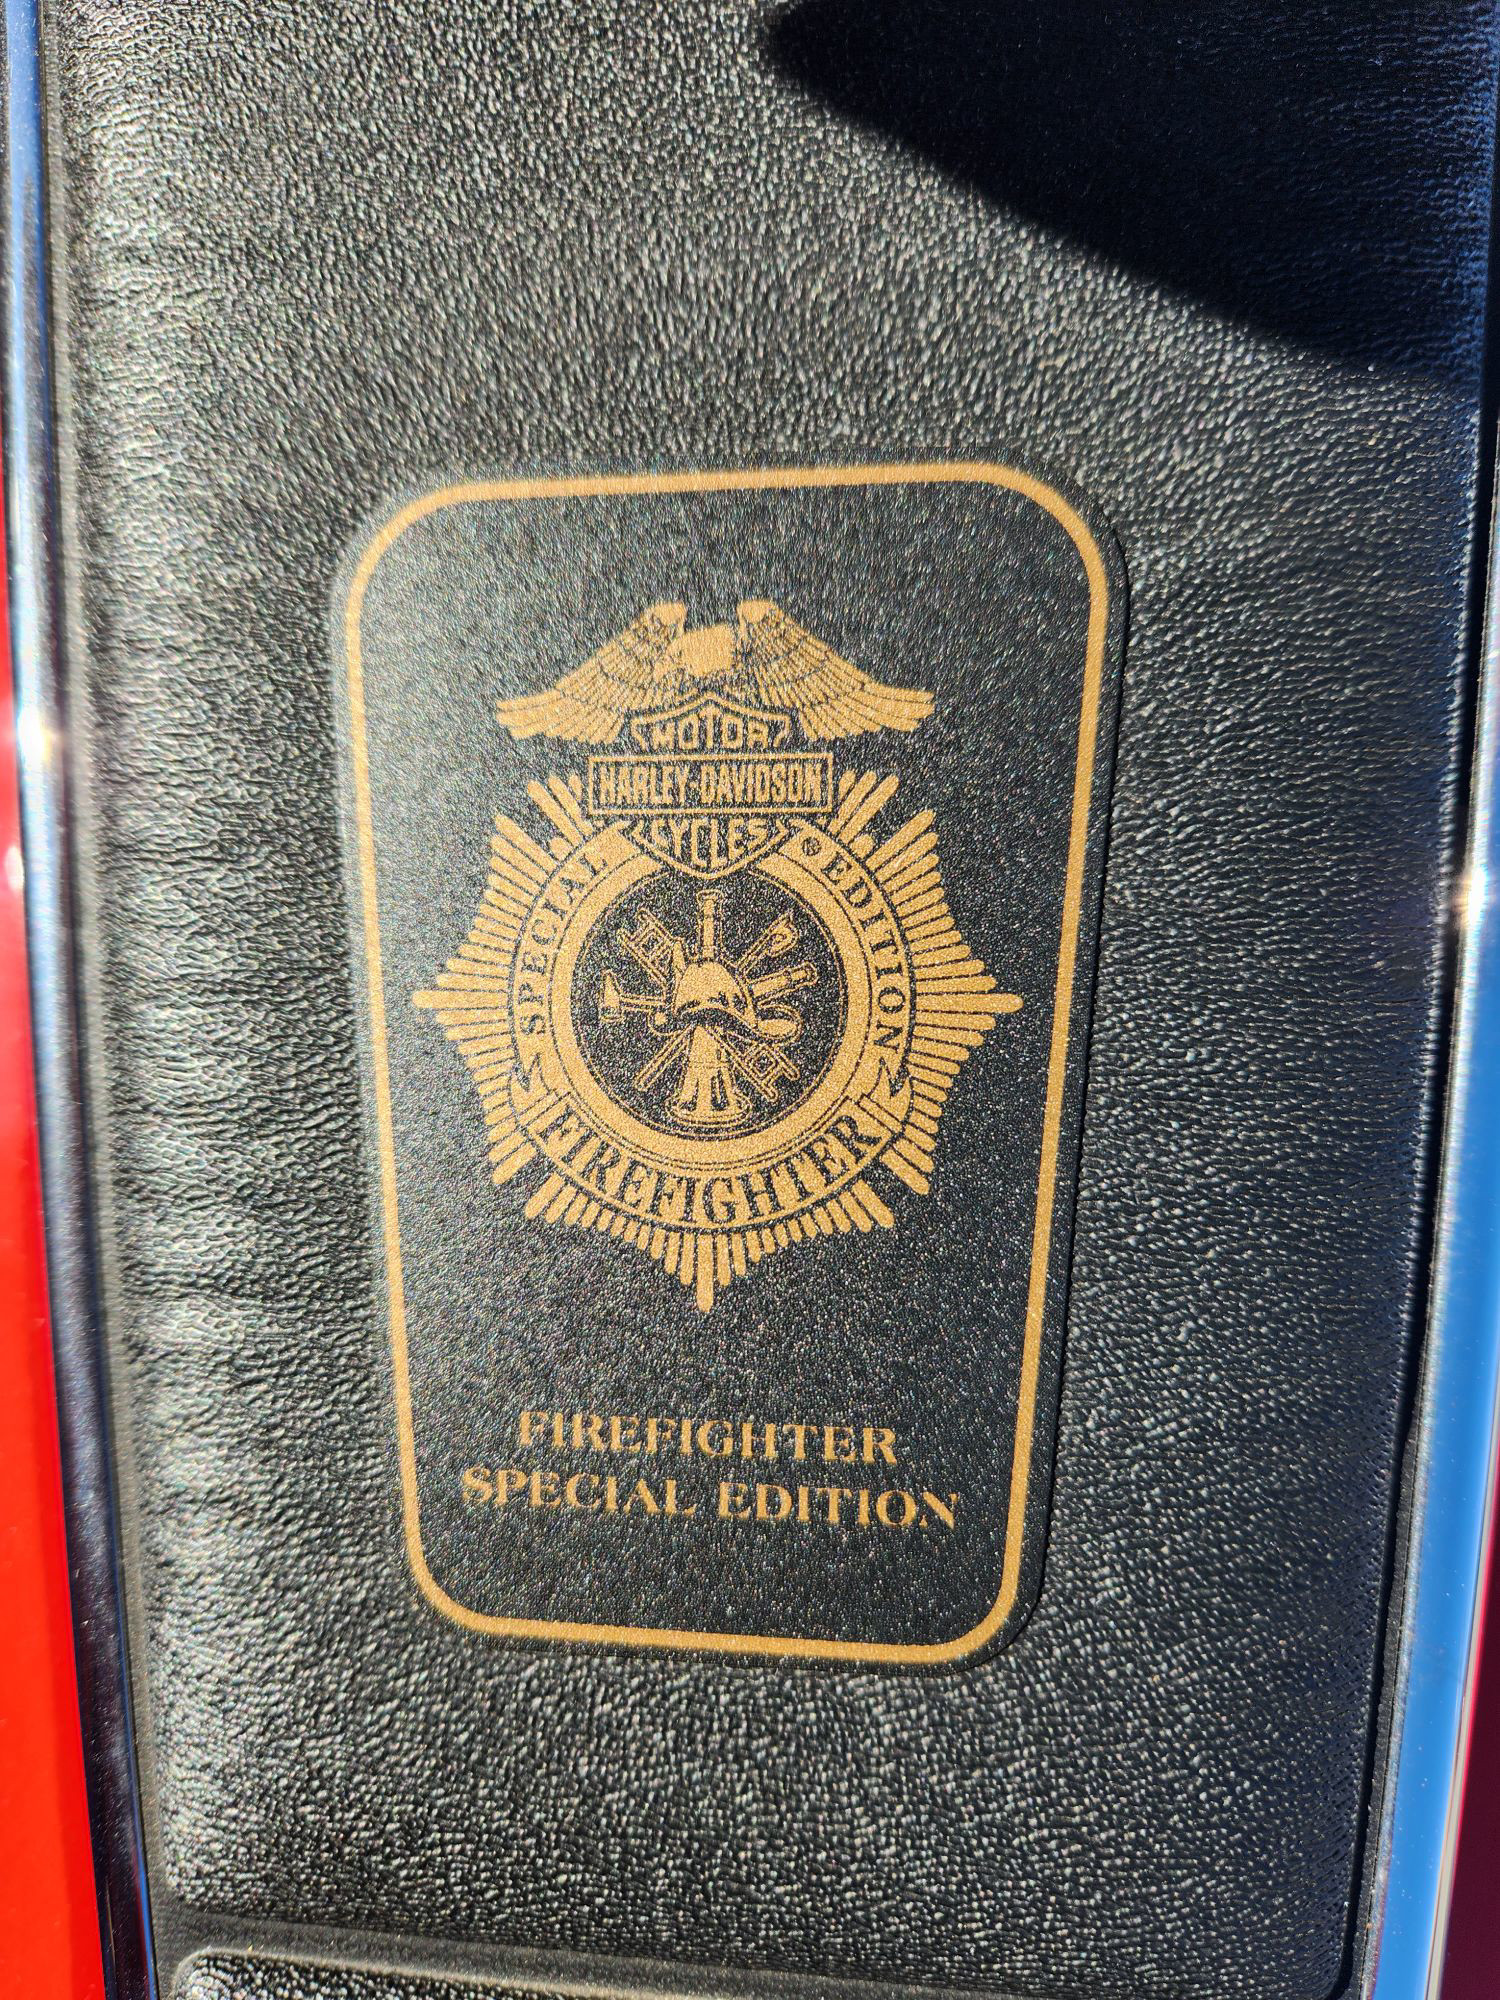 MOTOR
HARLEY-DAVIDSON
CYCLES
®
SPECIAL EDITION
FIREFIGHTER
FIREFIGHTER
SPECIAL EDITION